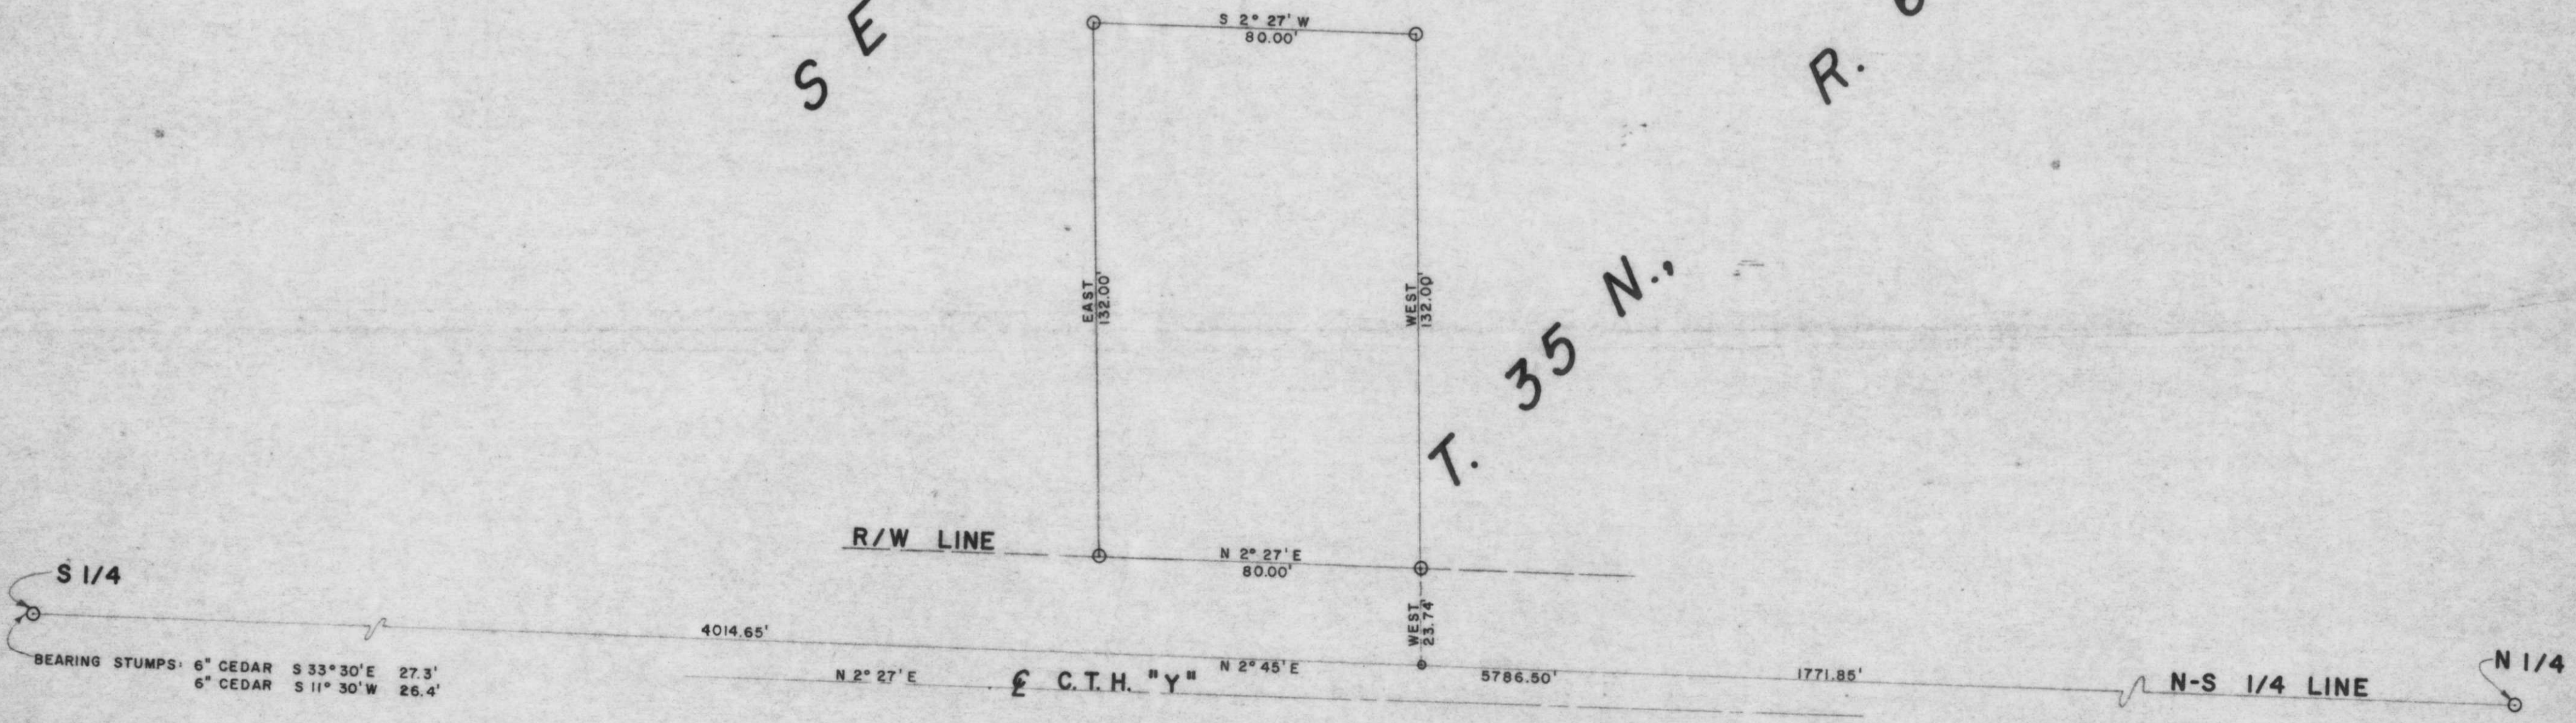 S E
R.
S 2° 27' W
80.00'
EAST
132.00'
WEST
132.00'
T. 35 N.,
R/W LINE
N 2° 27' E
80.00'
WEST
23.74'
S 1/4
4014.65'
BEARING STUMPS: 6" CEDAR S 33° 30' E 27.3'
6" CEDAR S 11° 30' W 26.4'
N 2° 27' E
℄ C.T.H. "Y"
N 2° 45' E
5786.50'
1771.85'
N-S 1/4 LINE
N 1/4